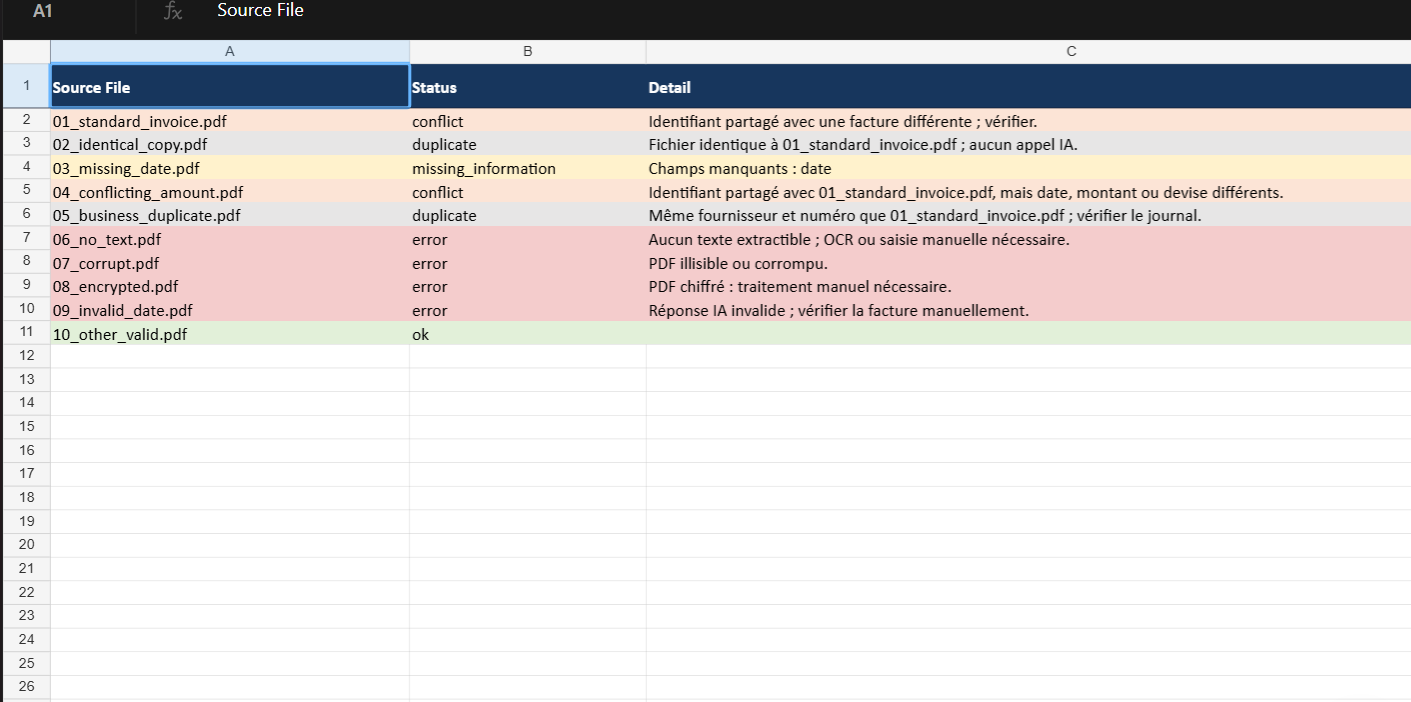 A1 fx Source File
A B C
1 Source File Status Detail
2 01_standard_invoice.pdf conflict Identifiant partagé avec une facture différente ; vérifier.
3 02_identical_copy.pdf duplicate Fichier identique à 01_standard_invoice.pdf ; aucun appel IA.
4 03_missing_date.pdf missing_information Champs manquants : date
5 04_conflicting_amount.pdf conflict Identifiant partagé avec 01_standard_invoice.pdf, mais date, montant ou devise différents.
6 05_business_duplicate.pdf duplicate Même fournisseur et numéro que 01_standard_invoice.pdf ; vérifier le journal.
7 06_no_text.pdf error Aucun texte extractible ; OCR ou saisie manuelle nécessaire.
8 07_corrupt.pdf error PDF illisible ou corrompu.
9 08_encrypted.pdf error PDF chiffré : traitement manuel nécessaire.
10 09_invalid_date.pdf error Réponse IA invalide ; vérifier la facture manuellement.
11 10_other_valid.pdf ok
12
13
14
15
16
17
18
19
20
21
22
23
24
25
26